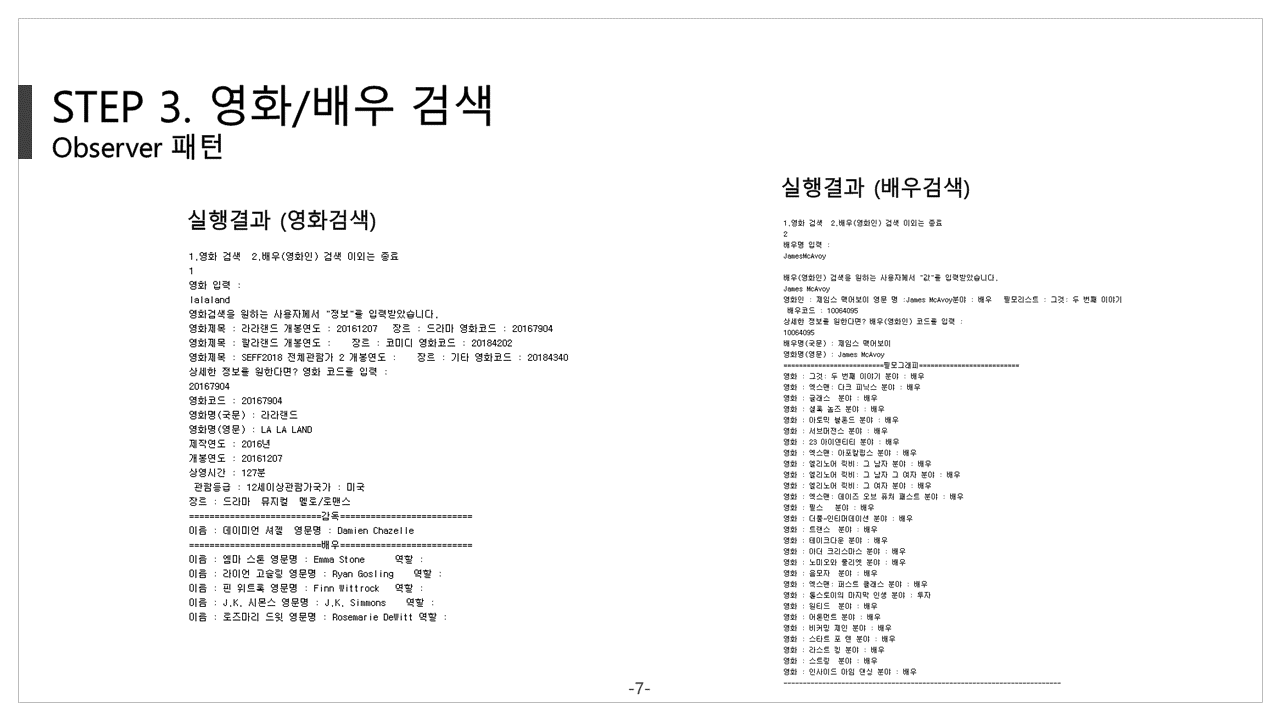 STEP 3. 영화/배우 검색
Observer 패턴
실행결과 (영화검색)
1.영화 검색  2.배우(영화인) 검색 이외는 종료
1
영화 입력 :
lalaland
영화검색을 원하는 사용자에서 "정보"를 입력받았습니다.
영화제목 : 라라랜드 개봉연도 : 20161207   장르 : 드라마 영화코드 : 20167904
영화제목 : 랄라랜드 개봉연도 :    장르 : 코미디 영화코드 : 20184202
영화제목 : SEFF2018 전체관람가 2 개봉연도 :    장르 : 기타 영화코드 : 20184340
상세한 정보를 원한다면? 영화 코드를 입력 :
20167904
영화코드 : 20167904
영화명(국문) : 라라랜드
영화명(영문) : LA LA LAND
제작연도 : 2016년
개봉연도 : 20161207
상영시간 : 127분
관람등급 : 12세이상관람가국가 : 미국
장르 : 드라마  뮤지컬  멜로/로맨스
==========================감독==========================
이름 : 데이미언 셔젤  영문명 : Damien Chazelle
==========================배우==========================
이름 : 엠마 스톤 영문명 : Emma Stone     역할 :
이름 : 라이언 고슬링 영문명 : Ryan Gosling    역할 :
이름 : 핀 위트록 영문명 : Finn Wittrock   역할 :
이름 : J.K. 시몬스 영문명 : J.K. Simmons    역할 :
이름 : 로즈마리 드윗 영문명 : Rosemarie DeWitt 역할 :
실행결과 (배우검색)
1.영화 검색  2.배우(영화인) 검색 이외는 종료
2
배우명 입력 :
JamesMcAvoy
배우(영화인) 검색을 원하는 사용자에서 "값"를 입력받았습니다.
James McAvoy
영화인 : 제임스 맥어보이 영문 명 :James McAvoy분야 : 배우   필모리스트 : 그것: 두 번째 이야기
배우코드 : 10064095
상세한 정보를 원한다면? 배우(영화인) 코드를 입력 :
10064095
배우명(국문) : 제임스 맥어보이
영화명(영문) : James McAvoy
==========================필모그래피==========================
영화 : 그것: 두 번째 이야기 분야 : 배우
영화 : 엑스맨: 다크 피닉스 분야 : 배우
영화 : 글래스  분야 : 배우
영화 : 셜록 놈즈 분야 : 배우
영화 : 아토믹 블론드 분야 : 배우
영화 : 서브머전스 분야 : 배우
영화 : 23 아이덴티티 분야 : 배우
영화 : 엑스맨: 아포칼립스 분야 : 배우
영화 : 엘리노어 릭비: 그 남자 분야 : 배우
영화 : 엘리노어 릭비: 그 남자 그 여자 분야 : 배우
영화 : 엘리노어 릭비: 그 여자 분야 : 배우
영화 : 엑스맨: 데이즈 오브 퓨처 패스트 분야 : 배우
영화 : 필스   분야 : 배우
영화 : 더풀-인티머데이션 분야 : 배우
영화 : 트랜스  분야 : 배우
영화 : 테이크다운 분야 : 배우
영화 : 아더 크리스마스 분야 : 배우
영화 : 노미오와 줄리엣 분야 : 배우
영화 : 음모자  분야 : 배우
영화 : 엑스맨: 퍼스트 클래스 분야 : 배우
영화 : 톨스토이의 마지막 인생 분야 : 투자
영화 : 원티드  분야 : 배우
영화 : 어톤먼트 분야 : 배우
영화 : 비커밍 제인 분야 : 배우
영화 : 스타트 포 텐 분야 : 배우
영화 : 라스트 킹 분야 : 배우
영화 : 스트링  분야 : 배우
영화 : 인사이드 아임 댄싱 분야 : 배우
-7-